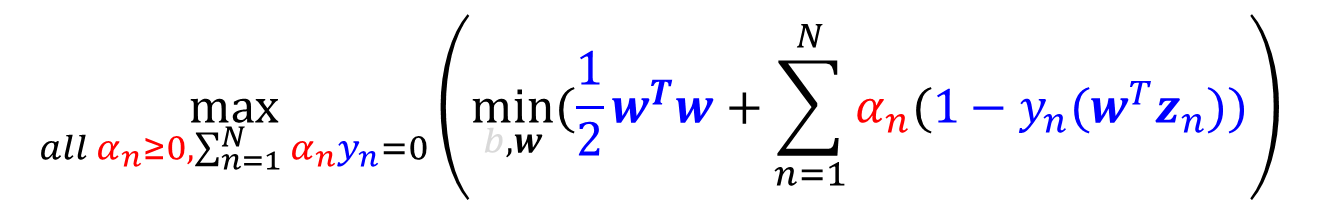 max all αₙ≥0,∑ₙ₌₁ᴺ αₙyₙ=0 ( min b,w (1/2 wᵀw + ∑ₙ₌₁ᴺ αₙ(1 − yₙ(wᵀzₙ)) )